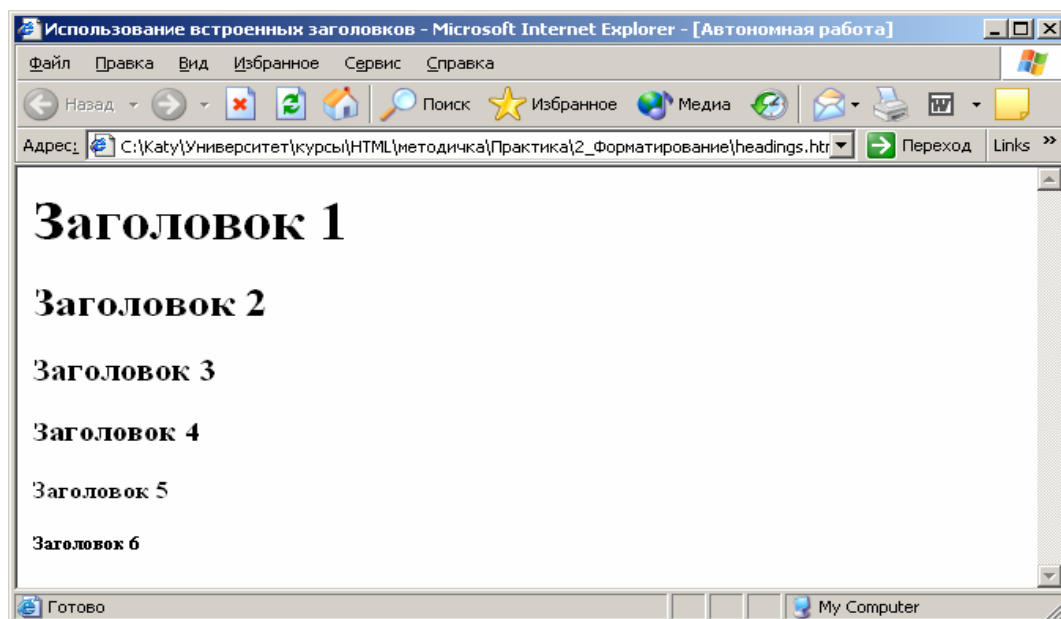 Использование встроенных заголовков - Microsoft Internet Explorer - [Автономная работа]
Файл Правка Вид Избранное Сервис Справка
Назад Поиск Избранное Медиа
Адрес: C:\Katy\Университет\курсы\HTML\методичка\Практика\2_Форматирование\headings.htr Переход Links »
Заголовок 1
Заголовок 2
Заголовок 3
Заголовок 4
Заголовок 5
Заголовок 6
Готово My Computer